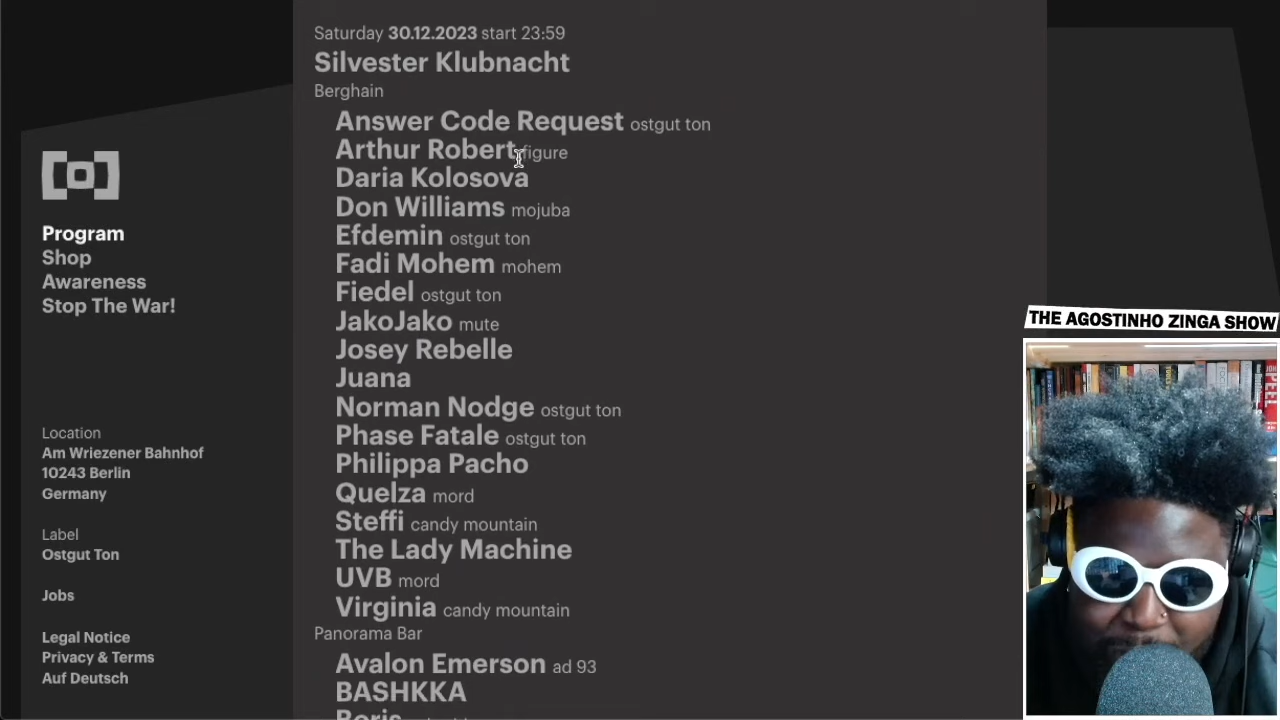 Saturday 30.12.2023 start 23:59
Silvester Klubnacht
Berghain
Answer Code Request ostgut ton
Arthur Robert figure
Daria Kolosova
Don Williams mojuba
Efdemin ostgut ton
Fadi Mohem mohem
Fiedel ostgut ton
JakoJako mute
Josey Rebelle
Juana
Norman Nodge ostgut ton
Phase Fatale ostgut ton
Philippa Pacho
Quelza mord
Steffi candy mountain
The Lady Machine
UVB mord
Virginia candy mountain
Panorama Bar
Avalon Emerson ad 93
BASHKKA
Boris
Program
Shop
Awareness
Stop The War!
Location
Am Wriezener Bahnhof
10243 Berlin
Germany
Label
Ostgut Ton
Jobs
Legal Notice
Privacy & Terms
Auf Deutsch
THE AGOSTINHO ZINGA SHOW